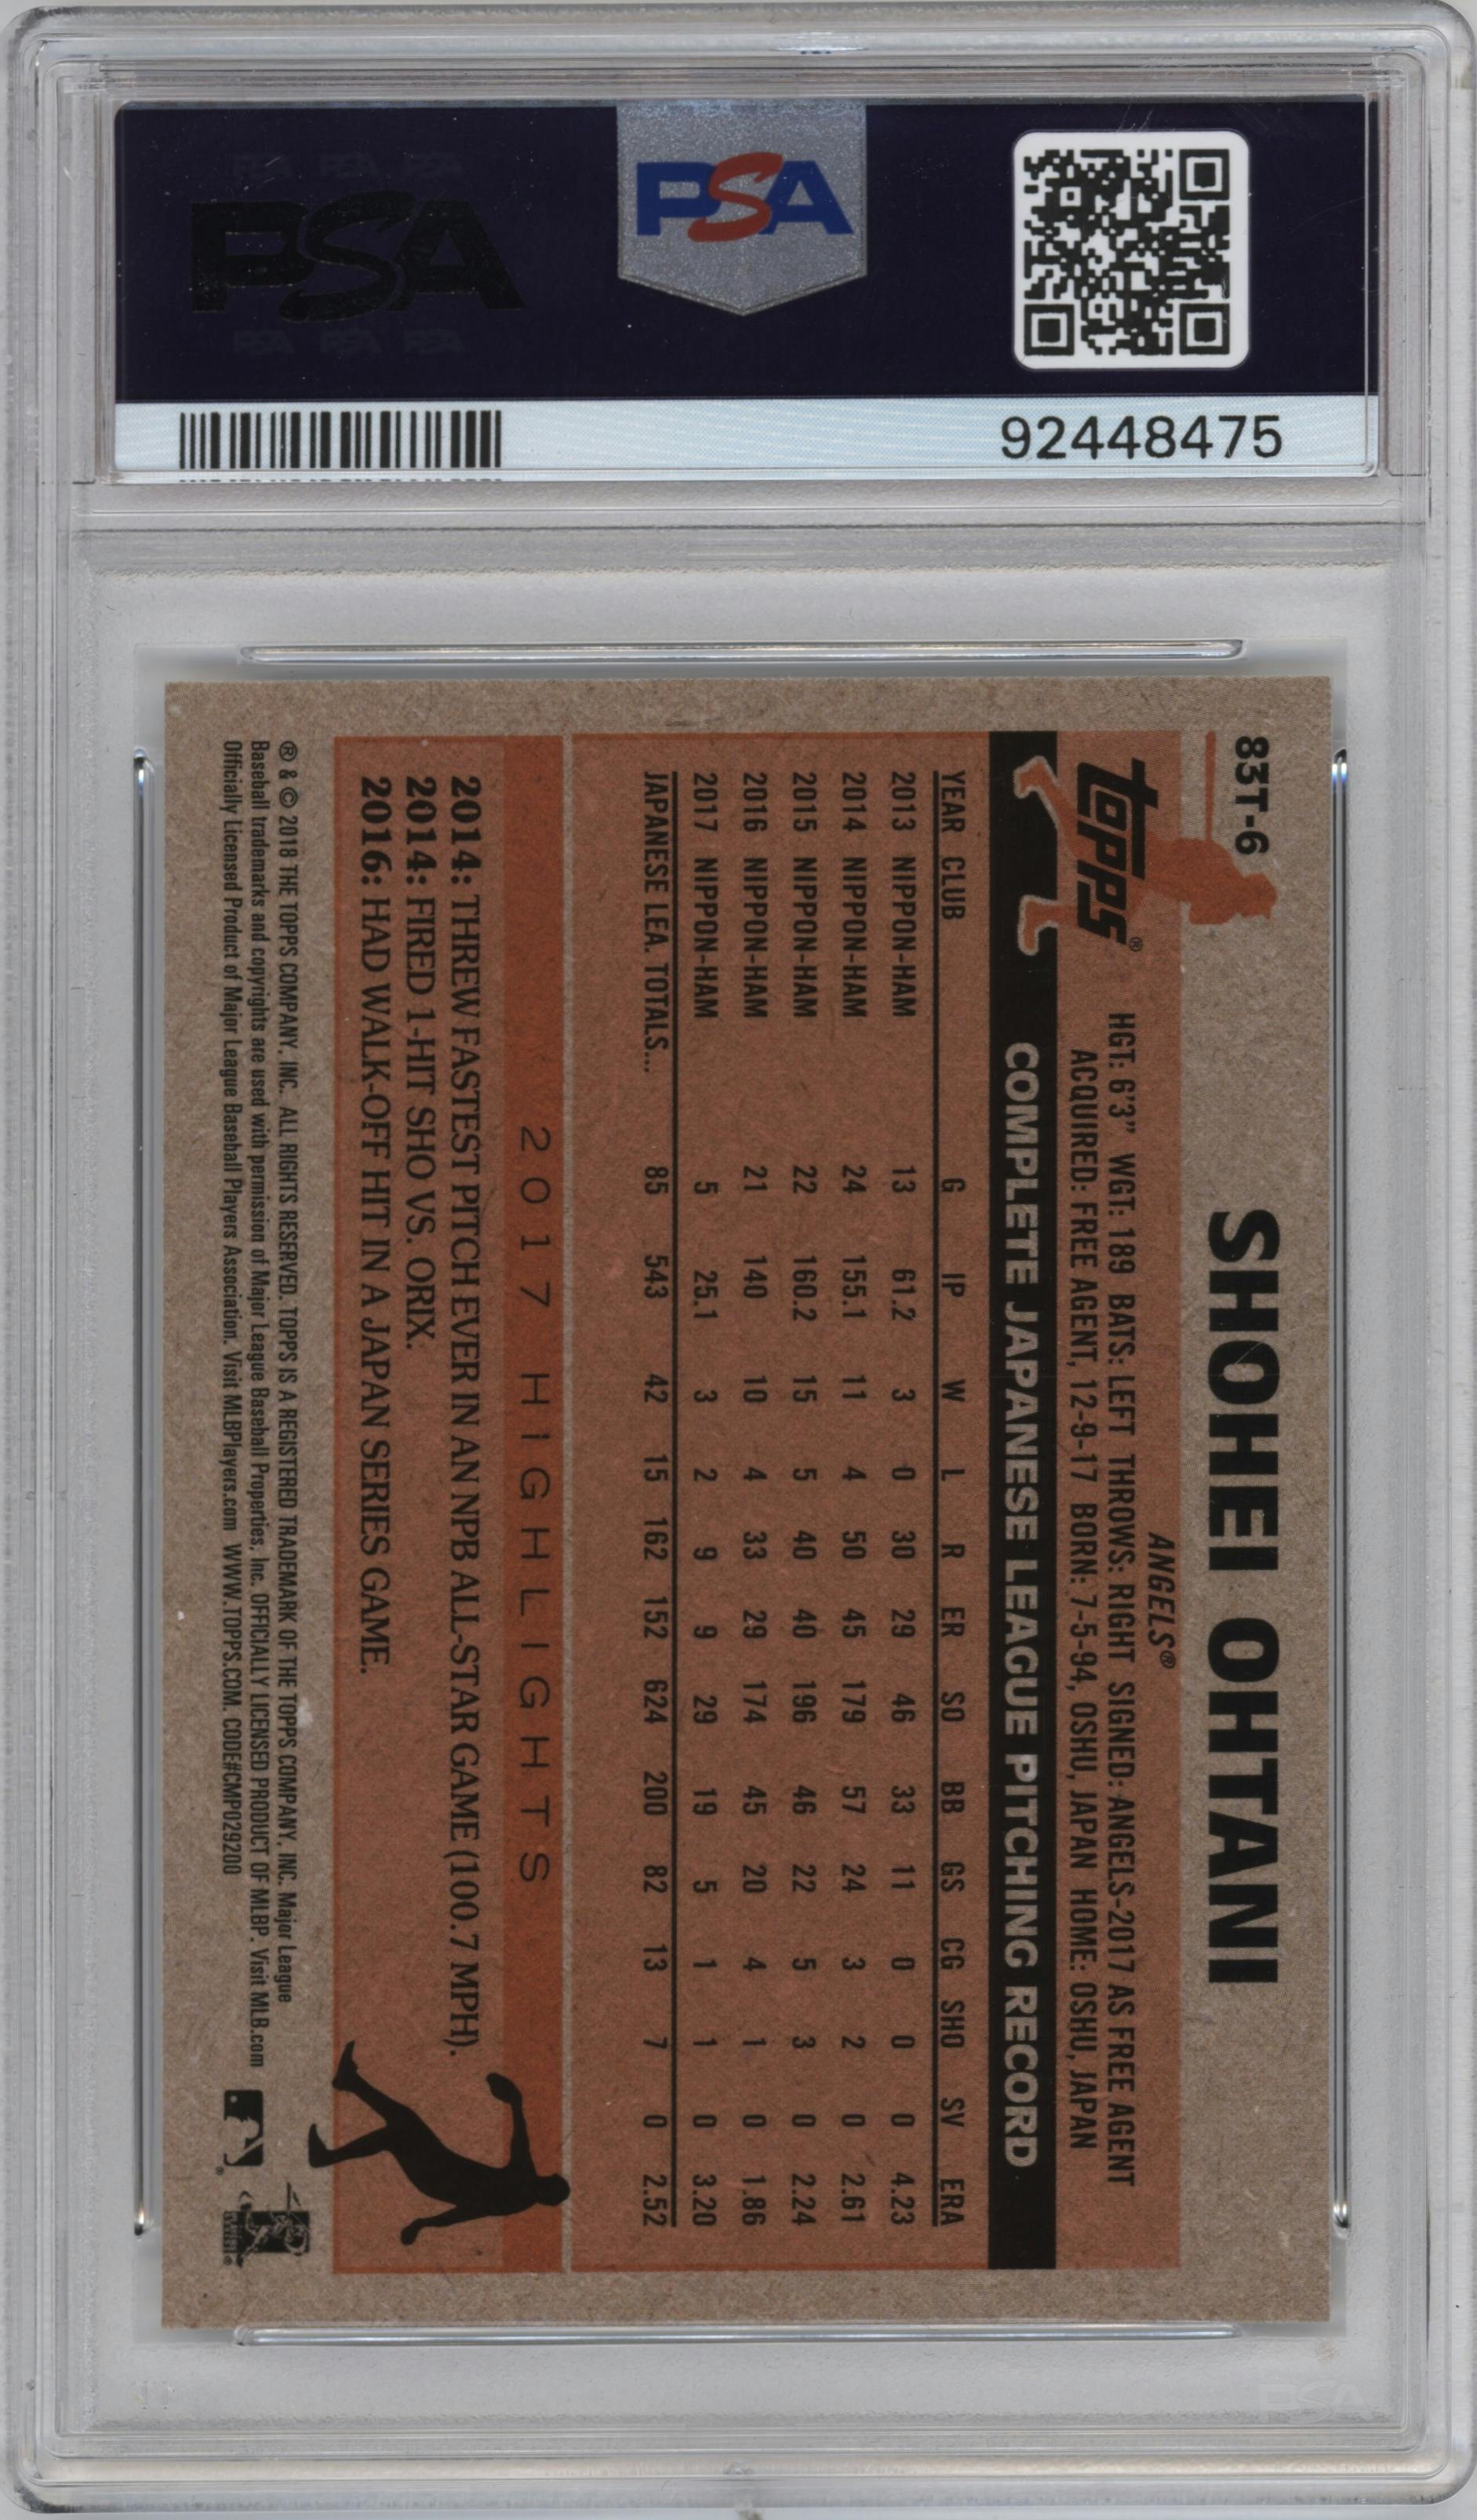 PSA
PSA
92448475
83T-6
SHOHEI OHTANI
ANGELS®
Topps®
HGT: 6'3" WGT: 189 BATS: LEFT THROWS: RIGHT SIGNED: ANGELS-2017 AS FREE AGENT
ACQUIRED: FREE AGENT, 12-9-17 BORN: 7-5-94, OSHU, JAPAN HOME: OSHU, JAPAN
COMPLETE JAPANESE LEAGUE PITCHING RECORD
YEAR CLUB G IP W L R ER SO BB GS CG SHO SV ERA
2013 NIPPON-HAM 13 61.2 3 0 30 29 46 33 11 0 0 0 4.23
2014 NIPPON-HAM 24 155.1 11 4 50 45 179 57 24 3 2 0 2.61
2015 NIPPON-HAM 22 160.2 15 5 40 40 196 46 22 5 3 0 2.24
2016 NIPPON-HAM 21 140 10 4 33 29 174 45 20 4 1 0 1.86
2017 NIPPON-HAM 5 25.1 3 2 9 9 29 19 5 1 1 0 3.20
JAPANESE LEA. TOTALS... 85 543 42 15 162 152 624 200 82 13 7 0 2.52
2017 HIGHLIGHTS
2014: THREW FASTEST PITCH EVER IN AN NPB ALL-STAR GAME (100.7 MPH).
2014: FIRED 1-HIT SHO VS. ORIX.
2016: HAD WALK-OFF HIT IN A JAPAN SERIES GAME.
® & © 2018 THE TOPPS COMPANY, INC. ALL RIGHTS RESERVED. TOPPS IS A REGISTERED TRADEMARK OF THE TOPPS COMPANY, INC. Major League
Baseball trademarks and copyrights are used with permission of Major League Baseball Properties, Inc. OFFICIALLY LICENSED PRODUCT OF MLBP. Visit MLB.com
Officially Licensed Product of Major League Baseball Players Association. Visit MLBPlayers.com WWW.TOPPS.COM. CODE#CMP029200
PSA